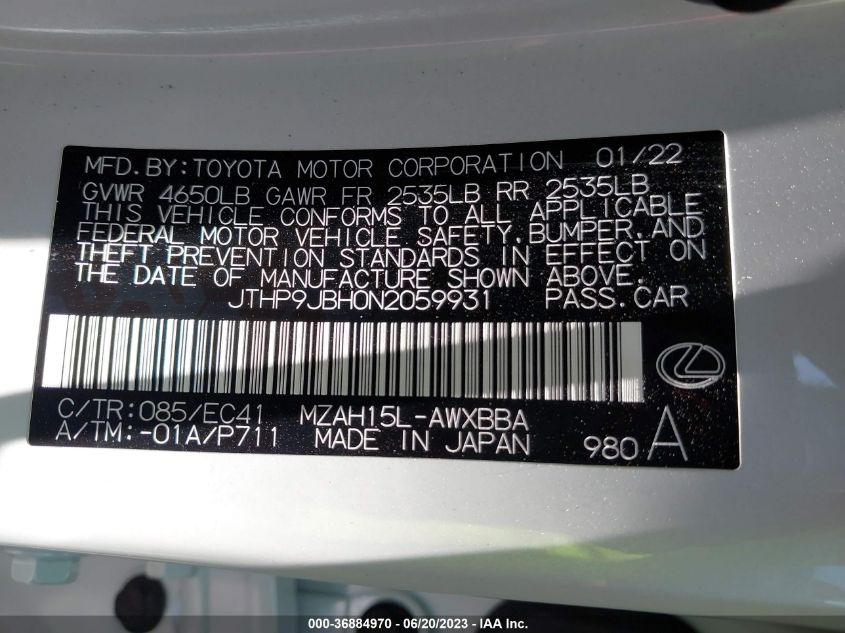 MFD.BY:TOYOTA MOTOR CORPORATION 01/22
GVWR 4650LB GAWR FR 2535LB RR 2535LB
THIS VEHICLE CONFORMS TO ALL APPLICABLE
FEDERAL MOTOR VEHICLE SAFETY,BUMPER,AND
THEFT PREVENTION STANDARDS IN EFFECT ON
THE DATE OF MANUFACTURE SHOWN ABOVE.
JTHP9JBH0N2059931 PASS.CAR
C/TR:085/EC41 MZAH15L-AWXBBA
A/TM:-01A/P711 MADE IN JAPAN 980 A
000-36884970 / 06/20/2023 - IAA Inc.